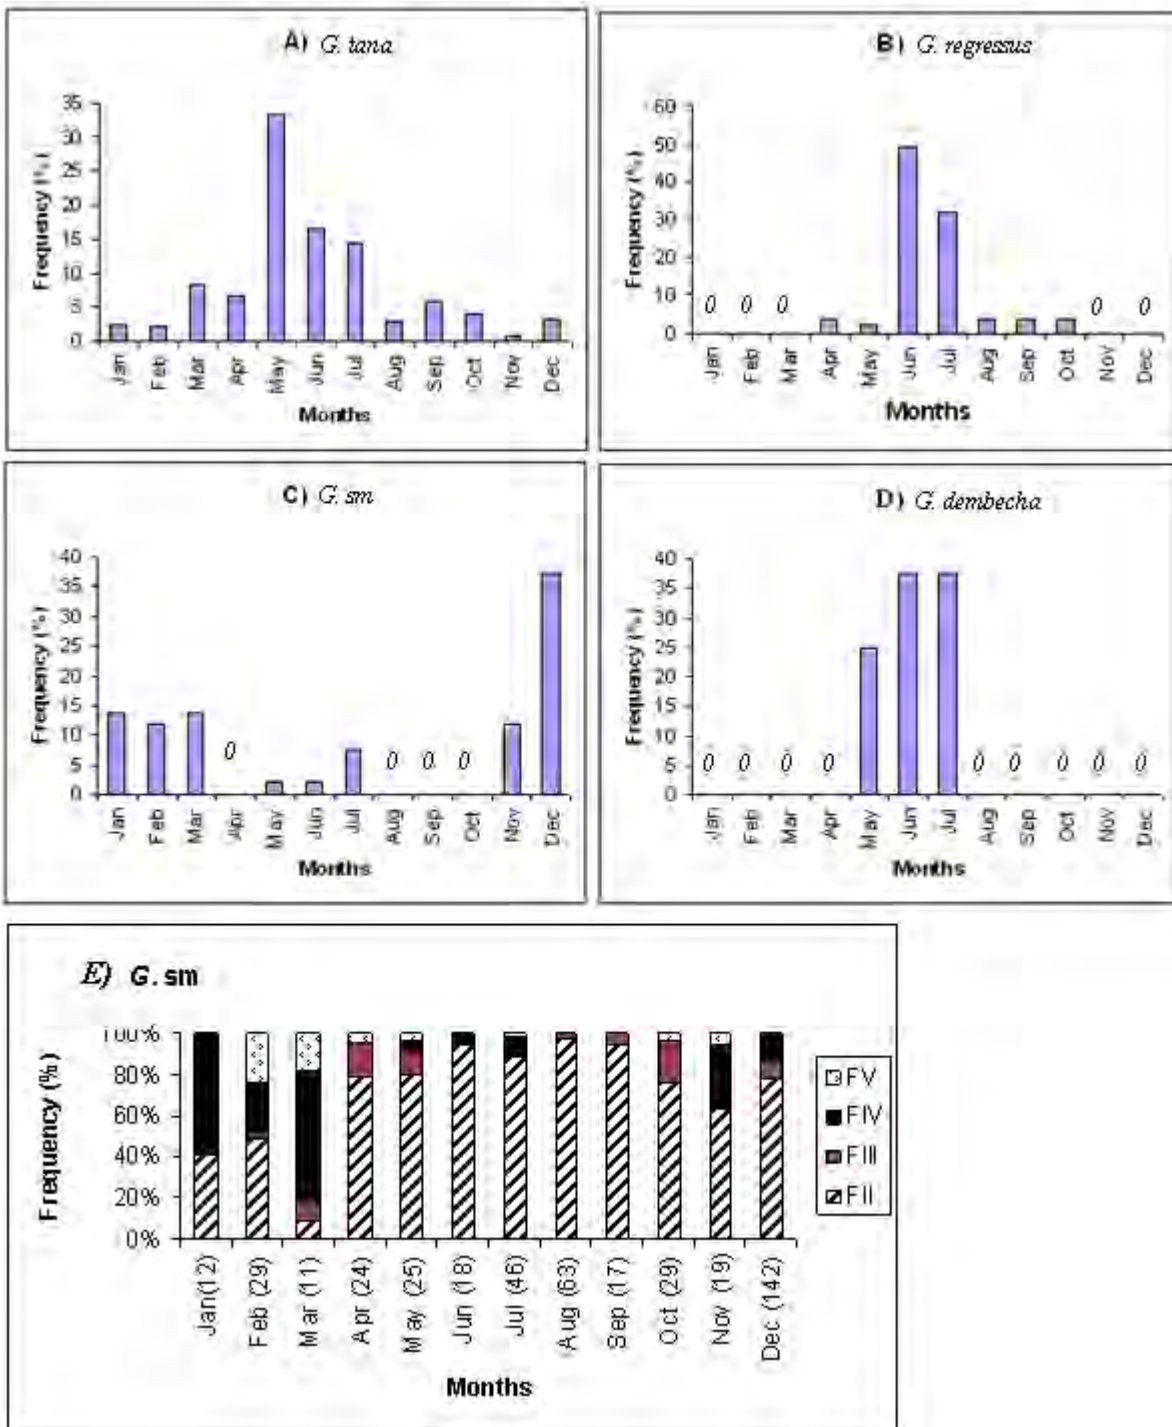 A) G. tana
Frequency (%)
35
30
25
20
15
10
5
0
Jan Feb Mar Apr May Jun Jul Aug Sep Oct Nov Dec
Months
B) G. regressus
Frequency (%)
60
50
40
30
20
10
0
0 0 0 0 0
Jan Feb Mar Apr May Jun Jul Aug Sep Oct Nov Dec
Months
C) G. sm
Frequency (%)
40
35
30
25
20
15
10
5
0
0 0 0 0
Jan Feb Mar Apr May Jun Jul Aug Sep Oct Nov Dec
Months
D) G. dembecha
Frequency (%)
40
35
30
25
20
15
10
5
0
0 0 0 0 0 0 0 0 0
Jan Feb Mar Apr May Jun Jul Aug Sep Oct Nov Dec
Months
E) G. sm
Frequency (%)
100%
80%
60%
40%
20%
0%
Jan(12) Feb (29) Mar (11) Apr (24) May (25) Jun (18) Jul (46) Aug (63) Sep (17) Oct (29) Nov (19) Dec (142)
Months
FV
FIV
FIII
FII